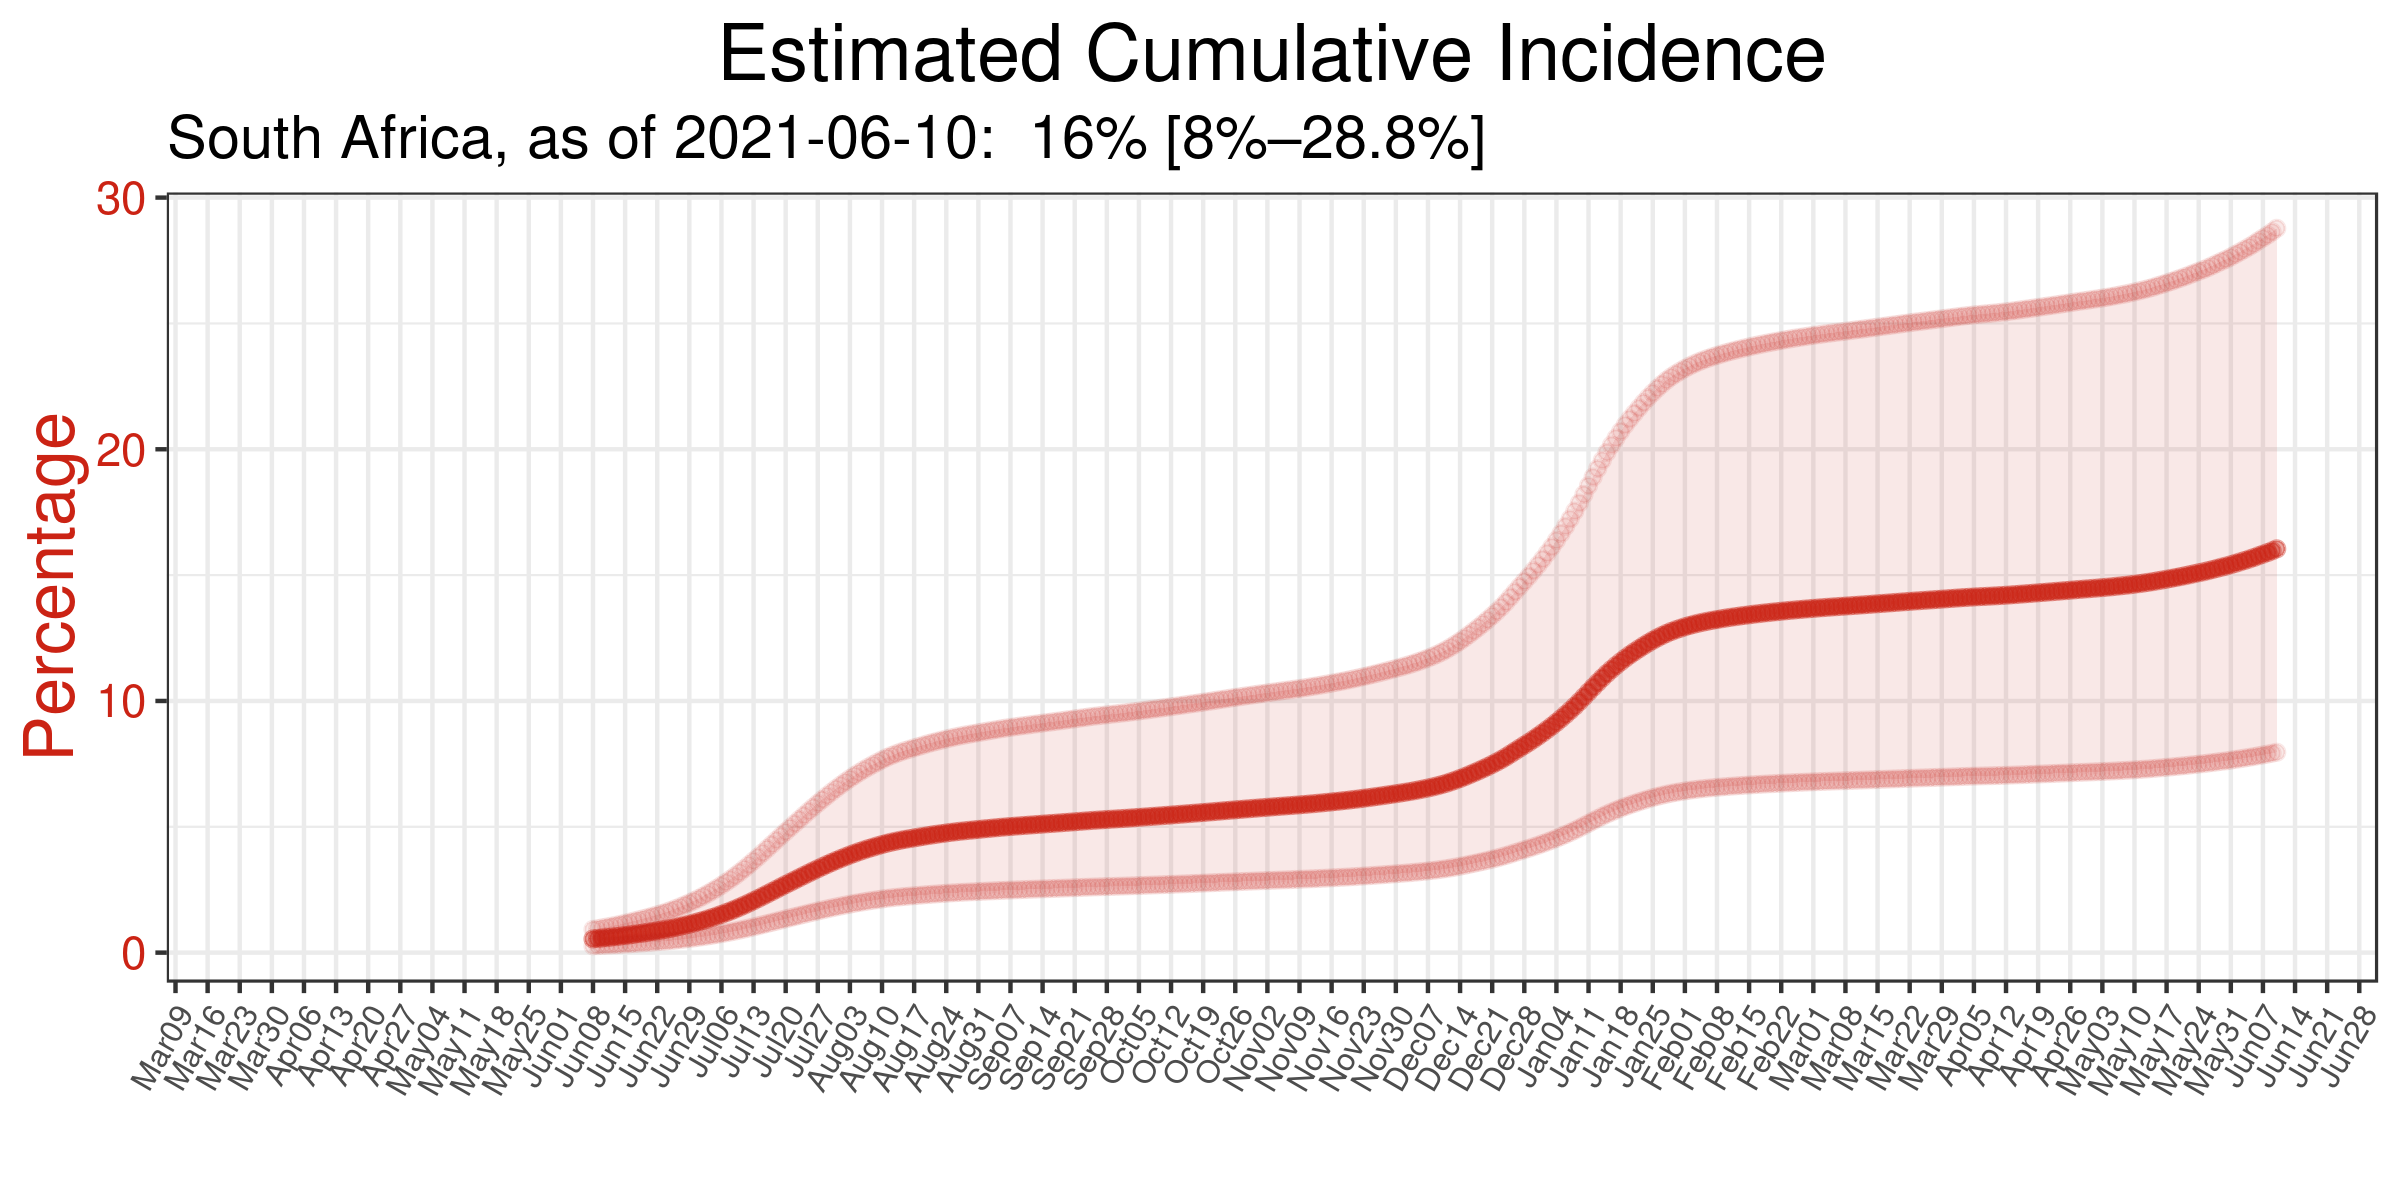 Estimated Cumulative Incidence
South Africa, as of 2021-06-10:  16% [8%–28.8%]
Percentage
30
20
10
0
Mar09
Mar16
Mar23
Mar30
Apr06
Apr13
Apr20
Apr27
May04
May11
May18
May25
Jun01
Jun08
Jun15
Jun22
Jun29
Jul06
Jul13
Jul20
Jul27
Aug03
Aug10
Aug17
Aug24
Aug31
Sep07
Sep14
Sep21
Sep28
Oct05
Oct12
Oct19
Oct26
Nov02
Nov09
Nov16
Nov23
Nov30
Dec07
Dec14
Dec21
Dec28
Jan04
Jan11
Jan18
Jan25
Feb01
Feb08
Feb15
Feb22
Mar01
Mar08
Mar15
Mar22
Mar29
Apr05
Apr12
Apr19
Apr26
May03
May10
May17
May24
May31
Jun07
Jun14
Jun21
Jun28